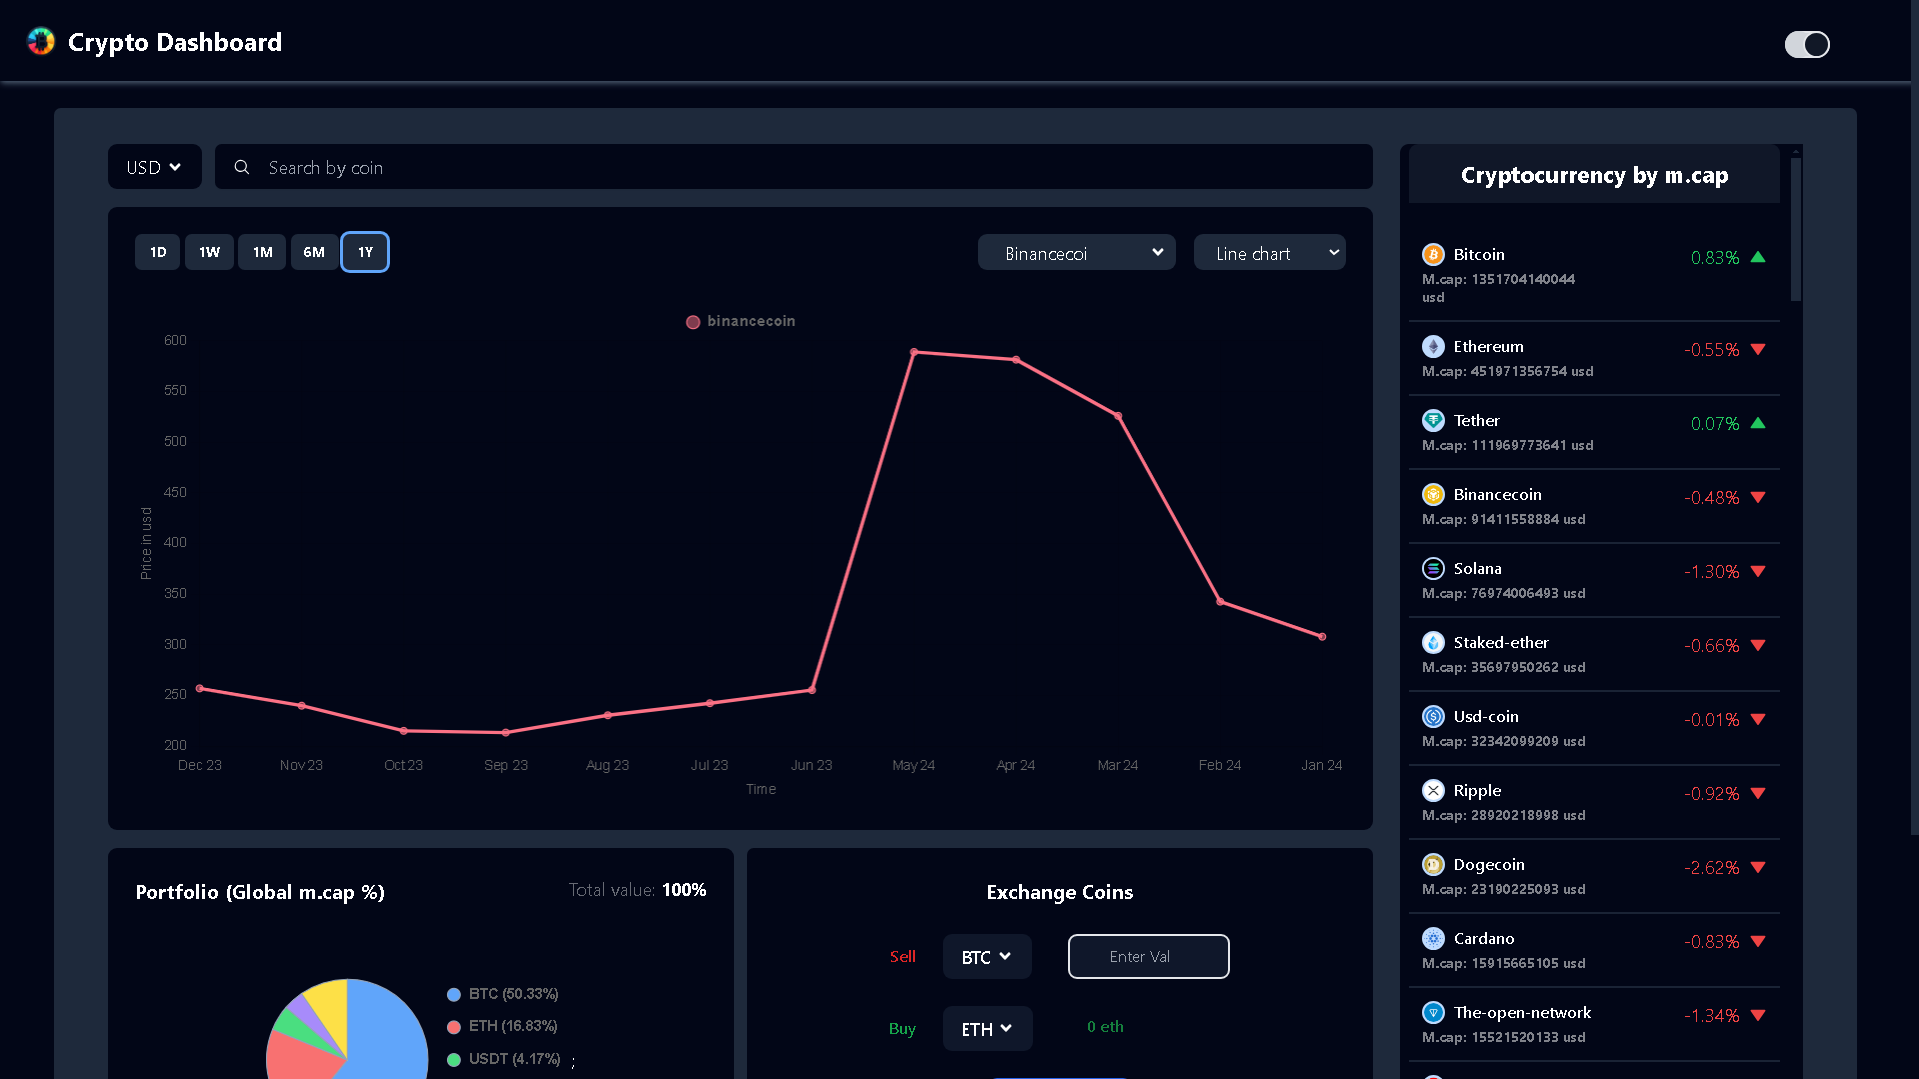 Crypto Dashboard
USD
Search by coin
1D
1W
1M
6M
1Y
Binancecoi
Line chart
binancecoin
600
550
500
450
400
350
300
250
200
Price in usd
Dec 23
Nov 23
Oct 23
Sep 23
Aug 23
Jul 23
Jun 23
May 24
Apr 24
Mar 24
Feb 24
Jan 24
Time
Portfolio (Global m.cap %)
Total value: 100%
BTC (50.33%)
ETH (16.83%)
USDT (4.17%)
;
Exchange Coins
Sell
BTC
Enter Val
Buy
ETH
0 eth
Cryptocurrency by m.cap
Bitcoin
0.83%
M.cap: 1351704140044
usd
Ethereum
-0.55%
M.cap: 451971356754 usd
Tether
0.07%
M.cap: 111969773641 usd
Binancecoin
-0.48%
M.cap: 91411558884 usd
Solana
-1.30%
M.cap: 76974006493 usd
Staked-ether
-0.66%
M.cap: 35697950262 usd
Usd-coin
-0.01%
M.cap: 32342099209 usd
Ripple
-0.92%
M.cap: 28920218998 usd
Dogecoin
-2.62%
M.cap: 23190225093 usd
Cardano
-0.83%
M.cap: 15915665105 usd
The-open-network
-1.34%
M.cap: 15521520133 usd